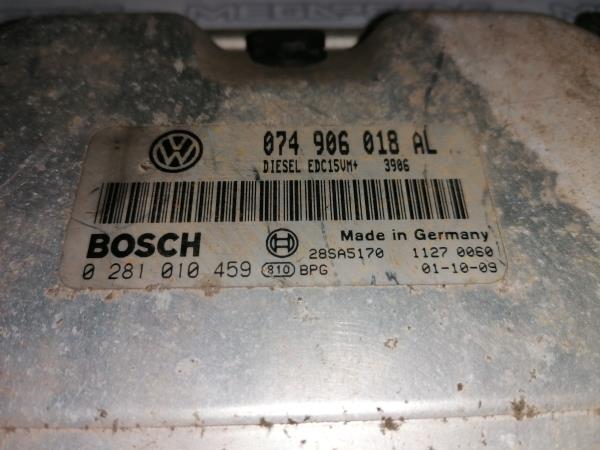 VW 074 906 018 AL
DIESEL EDC15VM+ 3906
BOSCH Made in Germany
28SA5170 1127 0060
0 281 010 459 810 BPG 01-10-09